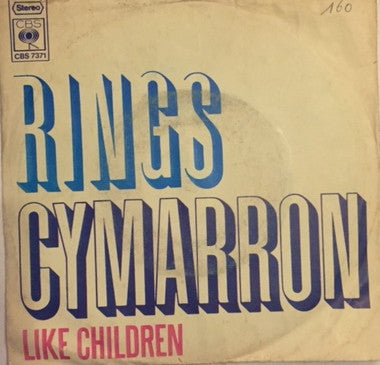 Stereo
CBS
CBS 7371
160
RINGS
CYMARRON
LIKE CHILDREN